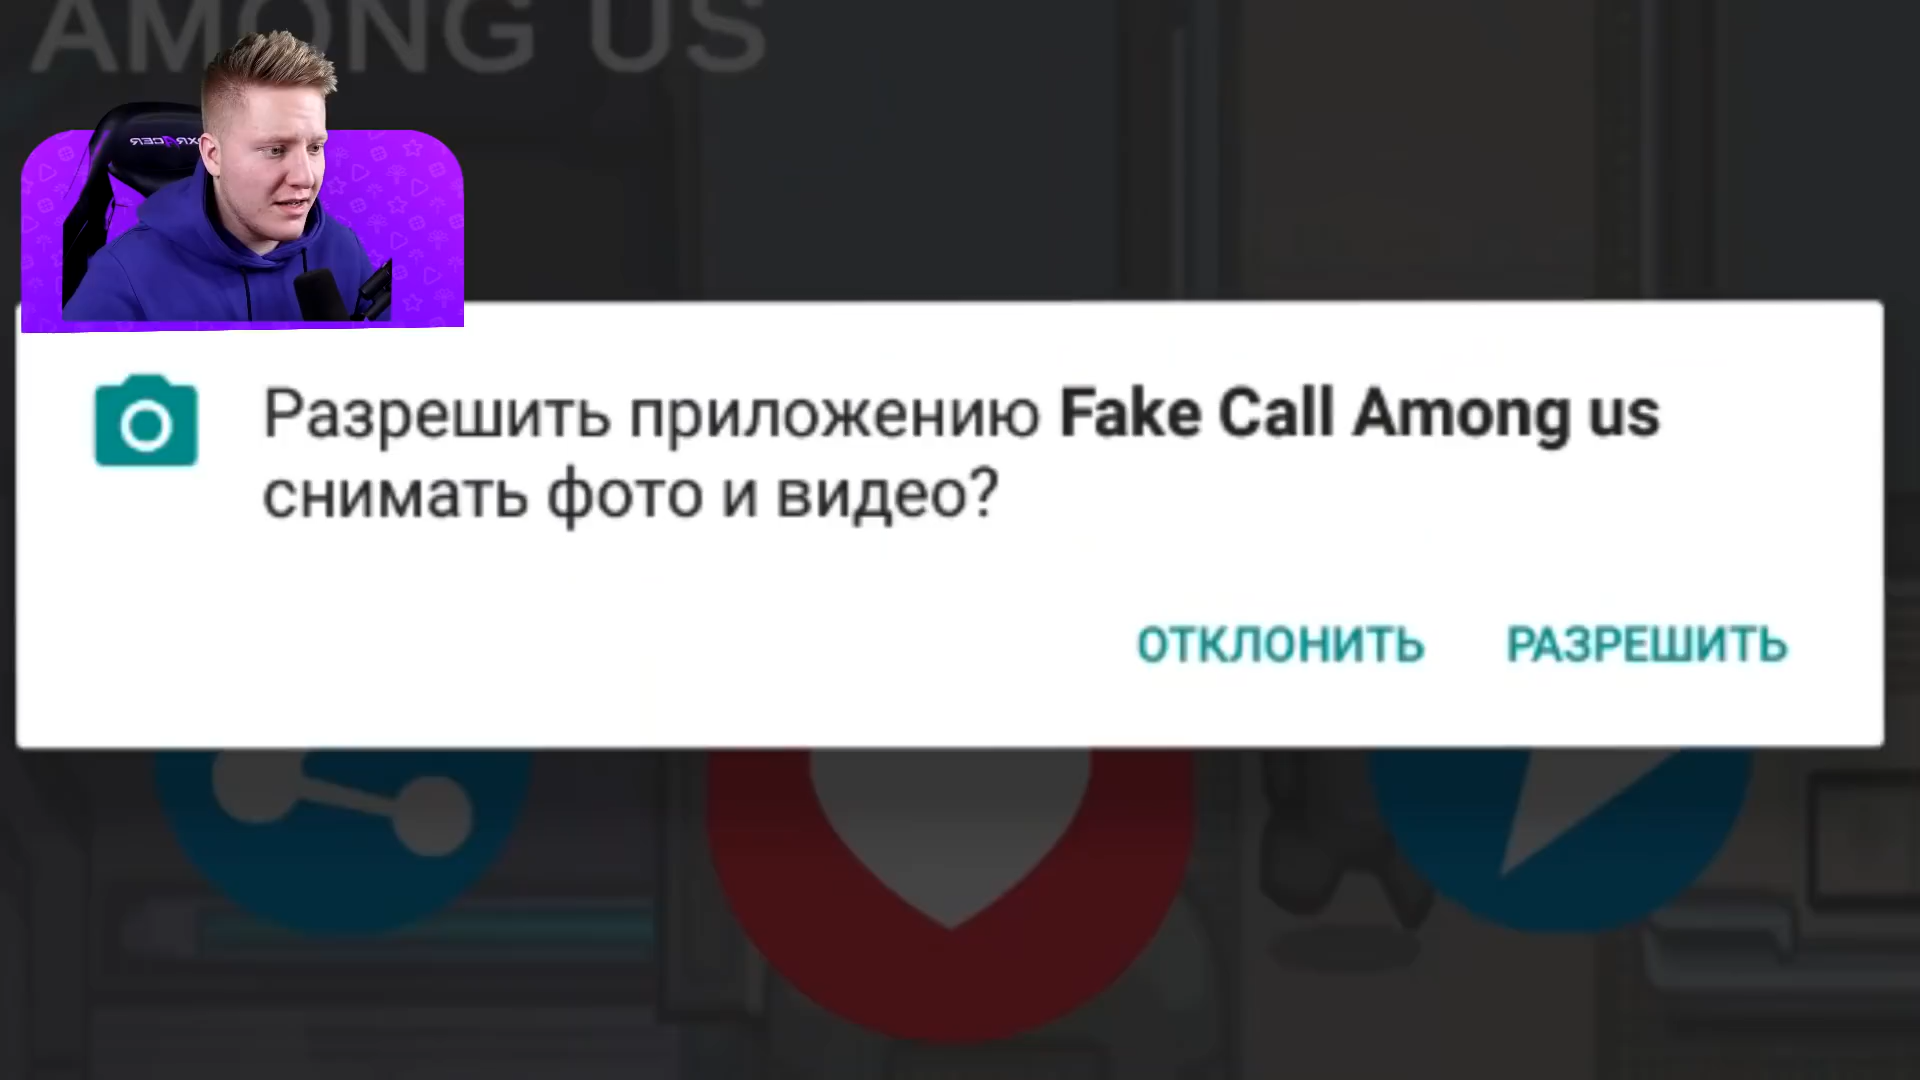 AMONG US
Разрешить приложению Fake Call Among us
снимать фото и видео?
ОТКЛОНИТЬ РАЗРЕШИТЬ